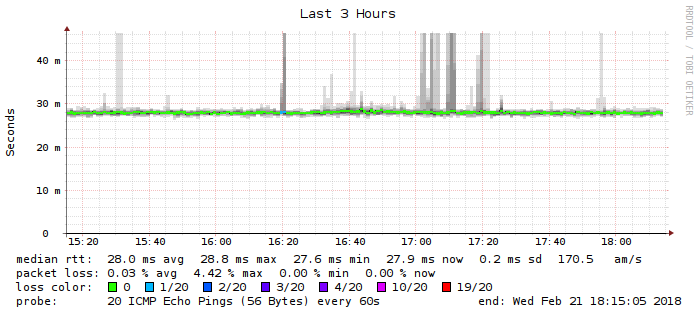 Last 3 Hours
RRDTOOL / TOBI OETIKER
Seconds
40 m
30 m
20 m
10 m
0
15:20 15:40 16:00 16:20 16:40 17:00 17:20 17:40 18:00
median rtt: 28.0 ms avg 28.8 ms max 27.6 ms min 27.9 ms now 0.2 ms sd 170.5 am/s
packet loss: 0.03 % avg 4.42 % max 0.00 % min 0.00 % now
loss color: 0 1/20 2/20 3/20 4/20 10/20 19/20
probe: 20 ICMP Echo Pings (56 Bytes) every 60s end: Wed Feb 21 18:15:05 2018